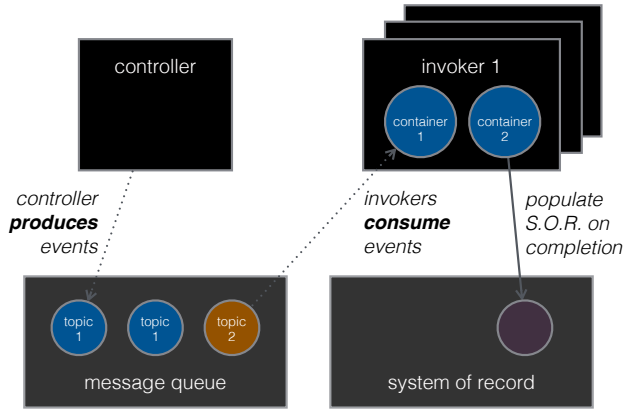 controller
invoker 1
container
1
container
2
controller
produces
events
invokers
consume
events
populate
S.O.R. on
completion
topic
1
topic
1
topic
2
message queue
system of record